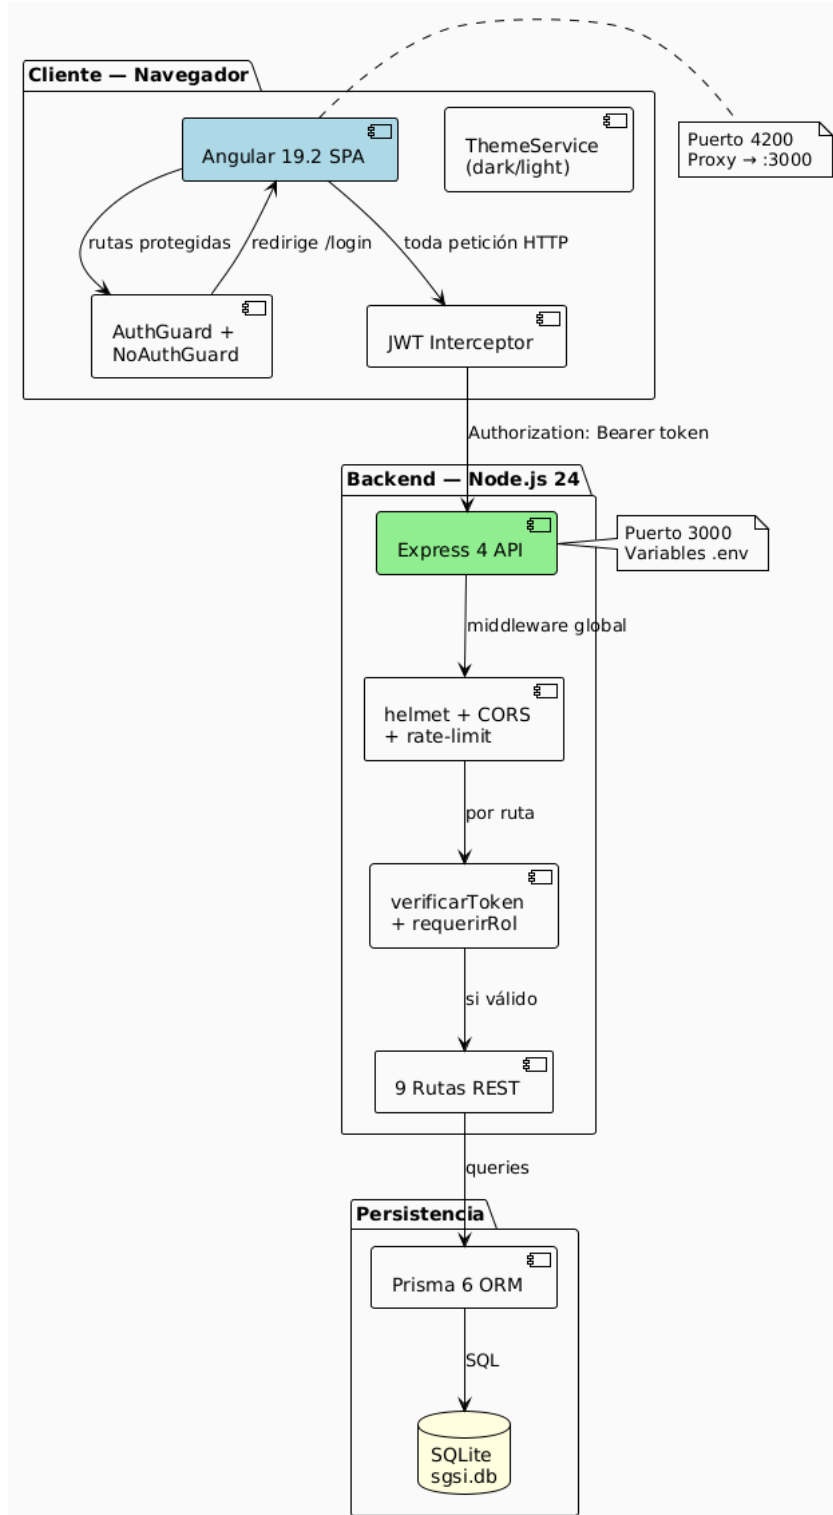 Cliente — Navegador
Angular 19.2 SPA
ThemeService
(dark/light)
Puerto 4200
Proxy → :3000
rutas protegidas
redirige /login
toda petición HTTP
AuthGuard +
NoAuthGuard
JWT Interceptor
Authorization: Bearer token
Backend — Node.js 24
Express 4 API
Puerto 3000
Variables .env
middleware global
helmet + CORS
+ rate-limit
por ruta
verificarToken
+ requerirRol
si válido
9 Rutas REST
queries
Persistencia
Prisma 6 ORM
SQL
SQLite
sgsi.db